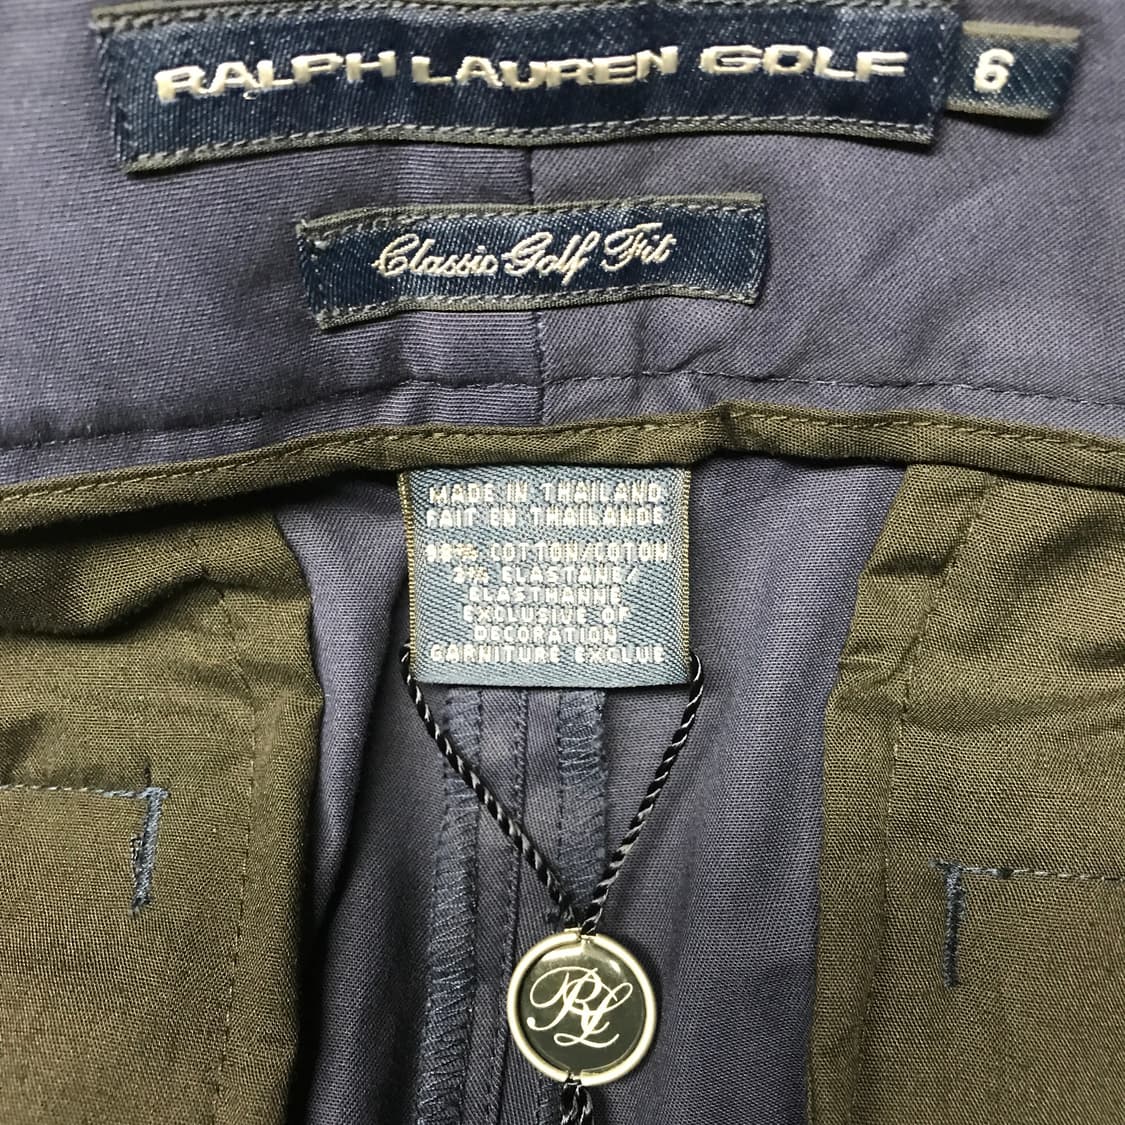 RALPH LAUREN GOLF 6
Classic Golf Fit
MADE IN THAILAND
FAIT EN THAILANDE
98% COTTON/COTON
ELASTANE/
ELASTHANNE
EXCLUSIVE OF
DECORATION
GARNITURE EXCLUE
RL